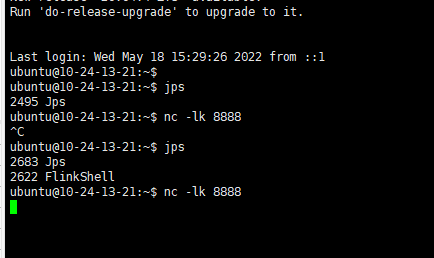 Run 'do-release-upgrade' to upgrade to it.
Last login: Wed May 18 15:29:26 2022 from ::1
ubuntu@10-24-13-21:~$
ubuntu@10-24-13-21:~$ jps
2495 Jps
ubuntu@10-24-13-21:~$ nc -lk 8888
^C
ubuntu@10-24-13-21:~$ jps
2683 Jps
2622 FlinkShell
ubuntu@10-24-13-21:~$ nc -lk 8888